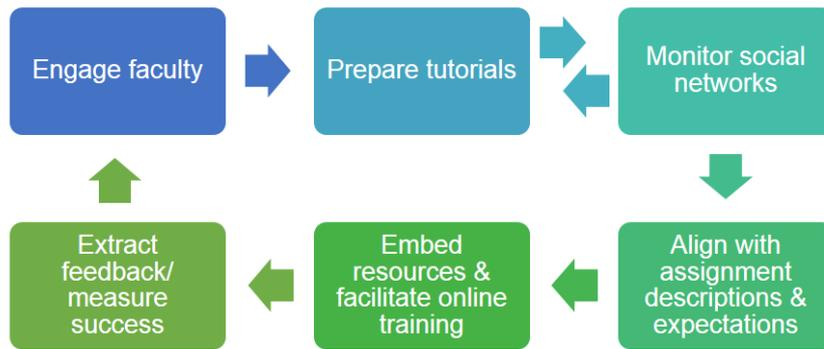 Engage faculty
Prepare tutorials
Monitor social
networks
Extract
feedback/
measure
success
Embed
resources &
facilitate online
training
Align with
assignment
descriptions &
expectations